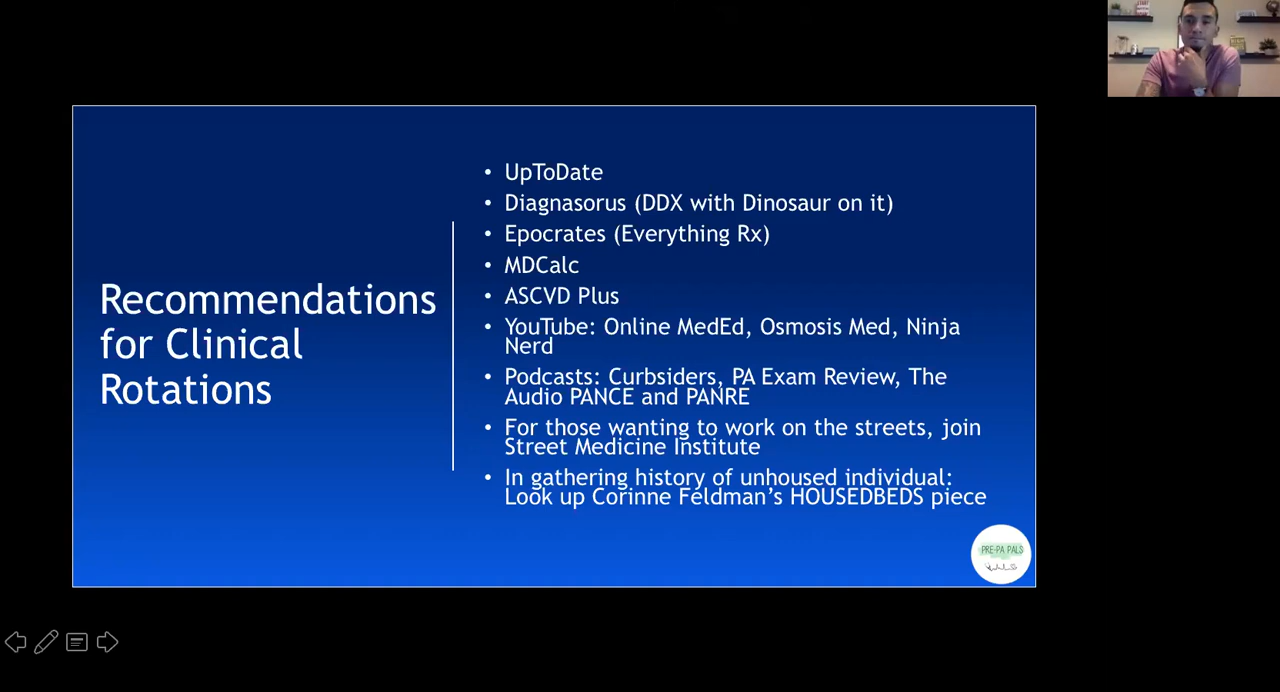 Recommendations
for Clinical
Rotations
• UpToDate
• Diagnasorus (DDX with Dinosaur on it)
• Epocrates (Everything Rx)
• MDCalc
• ASCVD Plus
• YouTube: Online MedEd, Osmosis Med, Ninja
Nerd
• Podcasts: Curbsiders, PA Exam Review, The
Audio PANCE and PANRE
• For those wanting to work on the streets, join
Street Medicine Institute
• In gathering history of unhoused individual:
Look up Corinne Feldman’s HOUSEDBEDS piece
PRE-PA PALS